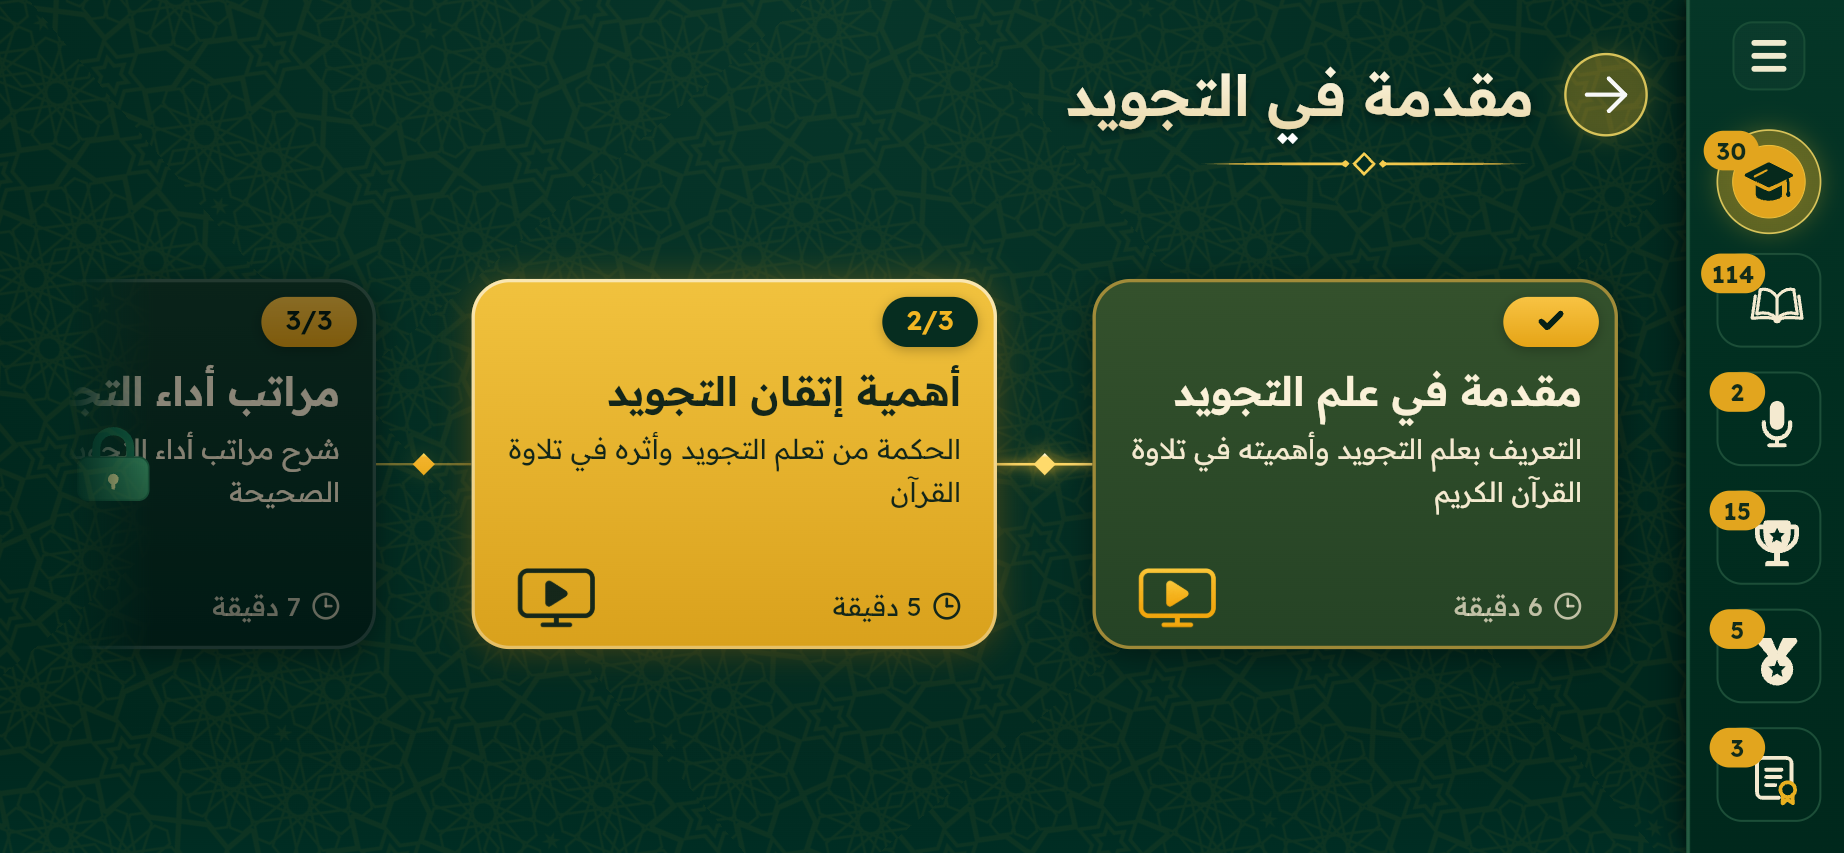 مقدمة في التجويد
مقدمة في علم التجويد
التعريف بعلم التجويد وأهميته في تلاوة
القرآن الكريم
6 دقيقة
2/3
أهمية إتقان التجويد
الحكمة من تعلم التجويد وأثره في تلاوة
القرآن
5 دقيقة
3/3
مراتب أداء
شرح مراتب أداء
الصحيحة
7 دقيقة
30
114
2
15
5
3